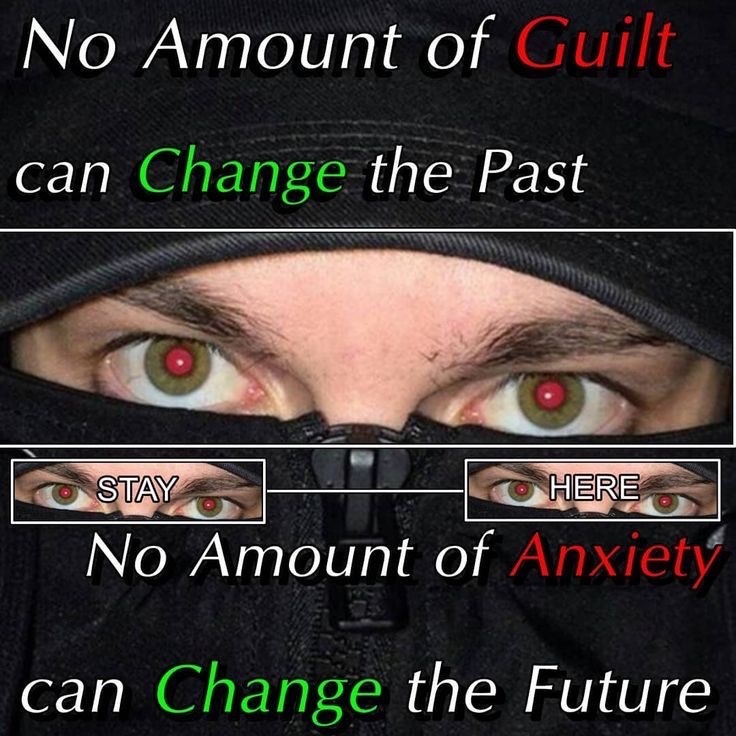 No Amount of Guilt
can Change the Past
STAY HERE
No Amount of Anxiety
can Change the Future